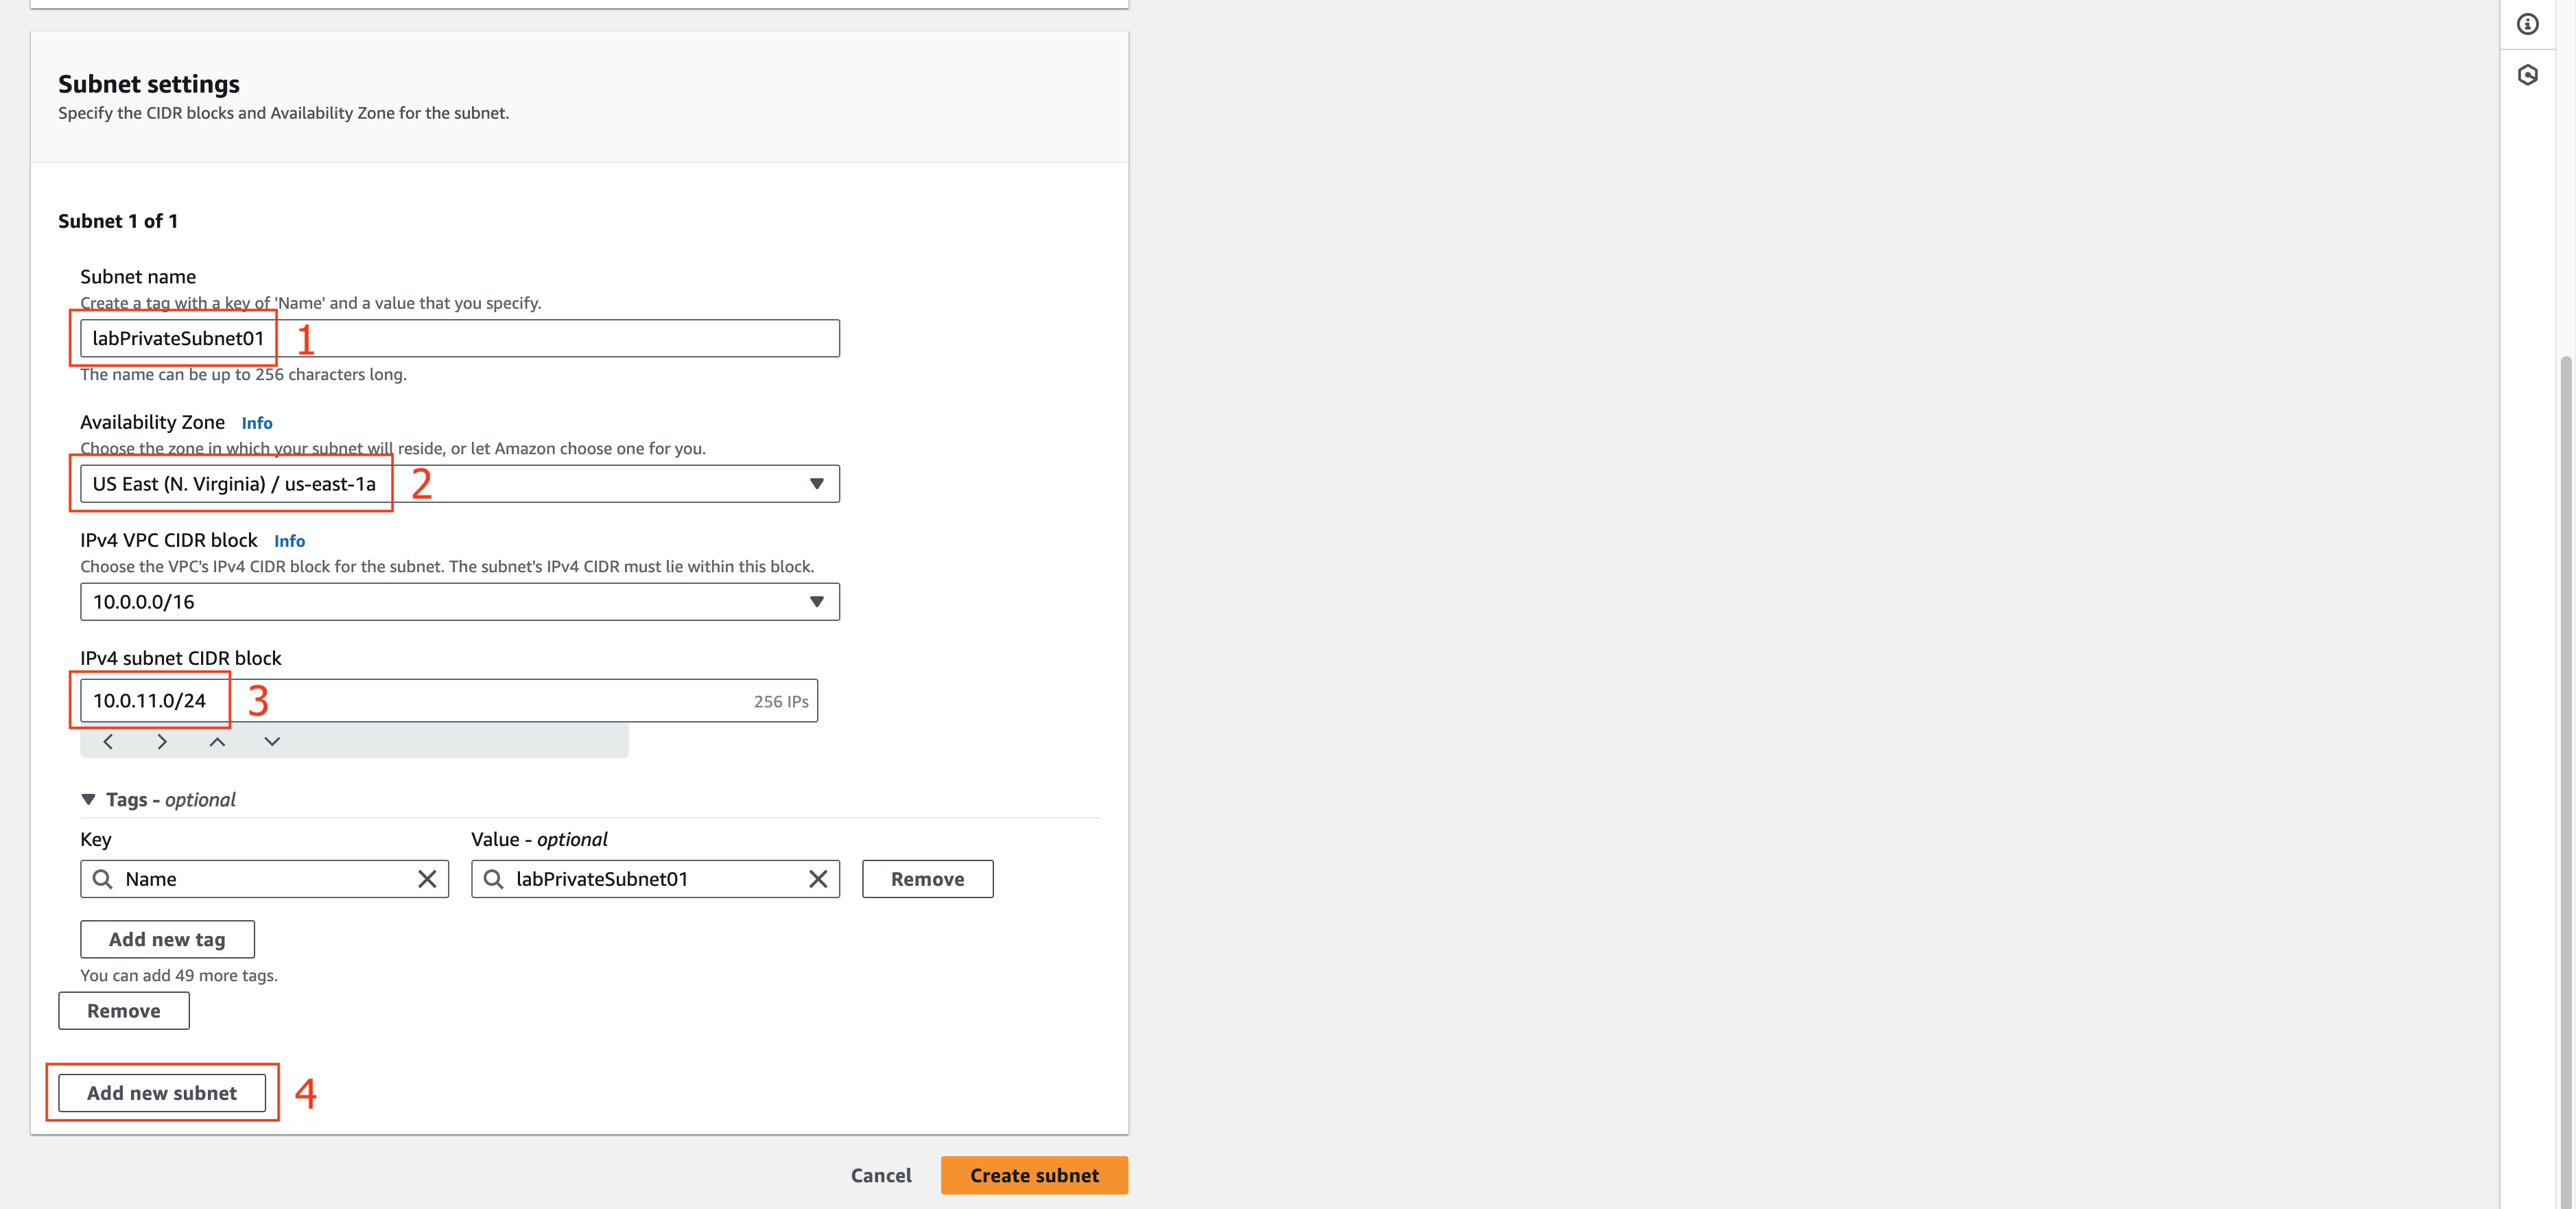 Subnet settings
Specify the CIDR blocks and Availability Zone for the subnet.
Subnet 1 of 1
Subnet name
Create a tag with a key of 'Name' and a value that you specify.
labPrivateSubnet01 1
The name can be up to 256 characters long.
Availability Zone Info
Choose the zone in which your subnet will reside, or let Amazon choose one for you.
US East (N. Virginia) / us-east-1a 2
IPv4 VPC CIDR block Info
Choose the VPC's IPv4 CIDR block for the subnet. The subnet's IPv4 CIDR must lie within this block.
10.0.0.0/16
IPv4 subnet CIDR block
10.0.11.0/24 3 256 IPs
Tags - optional
Key Value - optional
Name labPrivateSubnet01 Remove
Add new tag
You can add 49 more tags.
Remove
Add new subnet 4
Cancel Create subnet